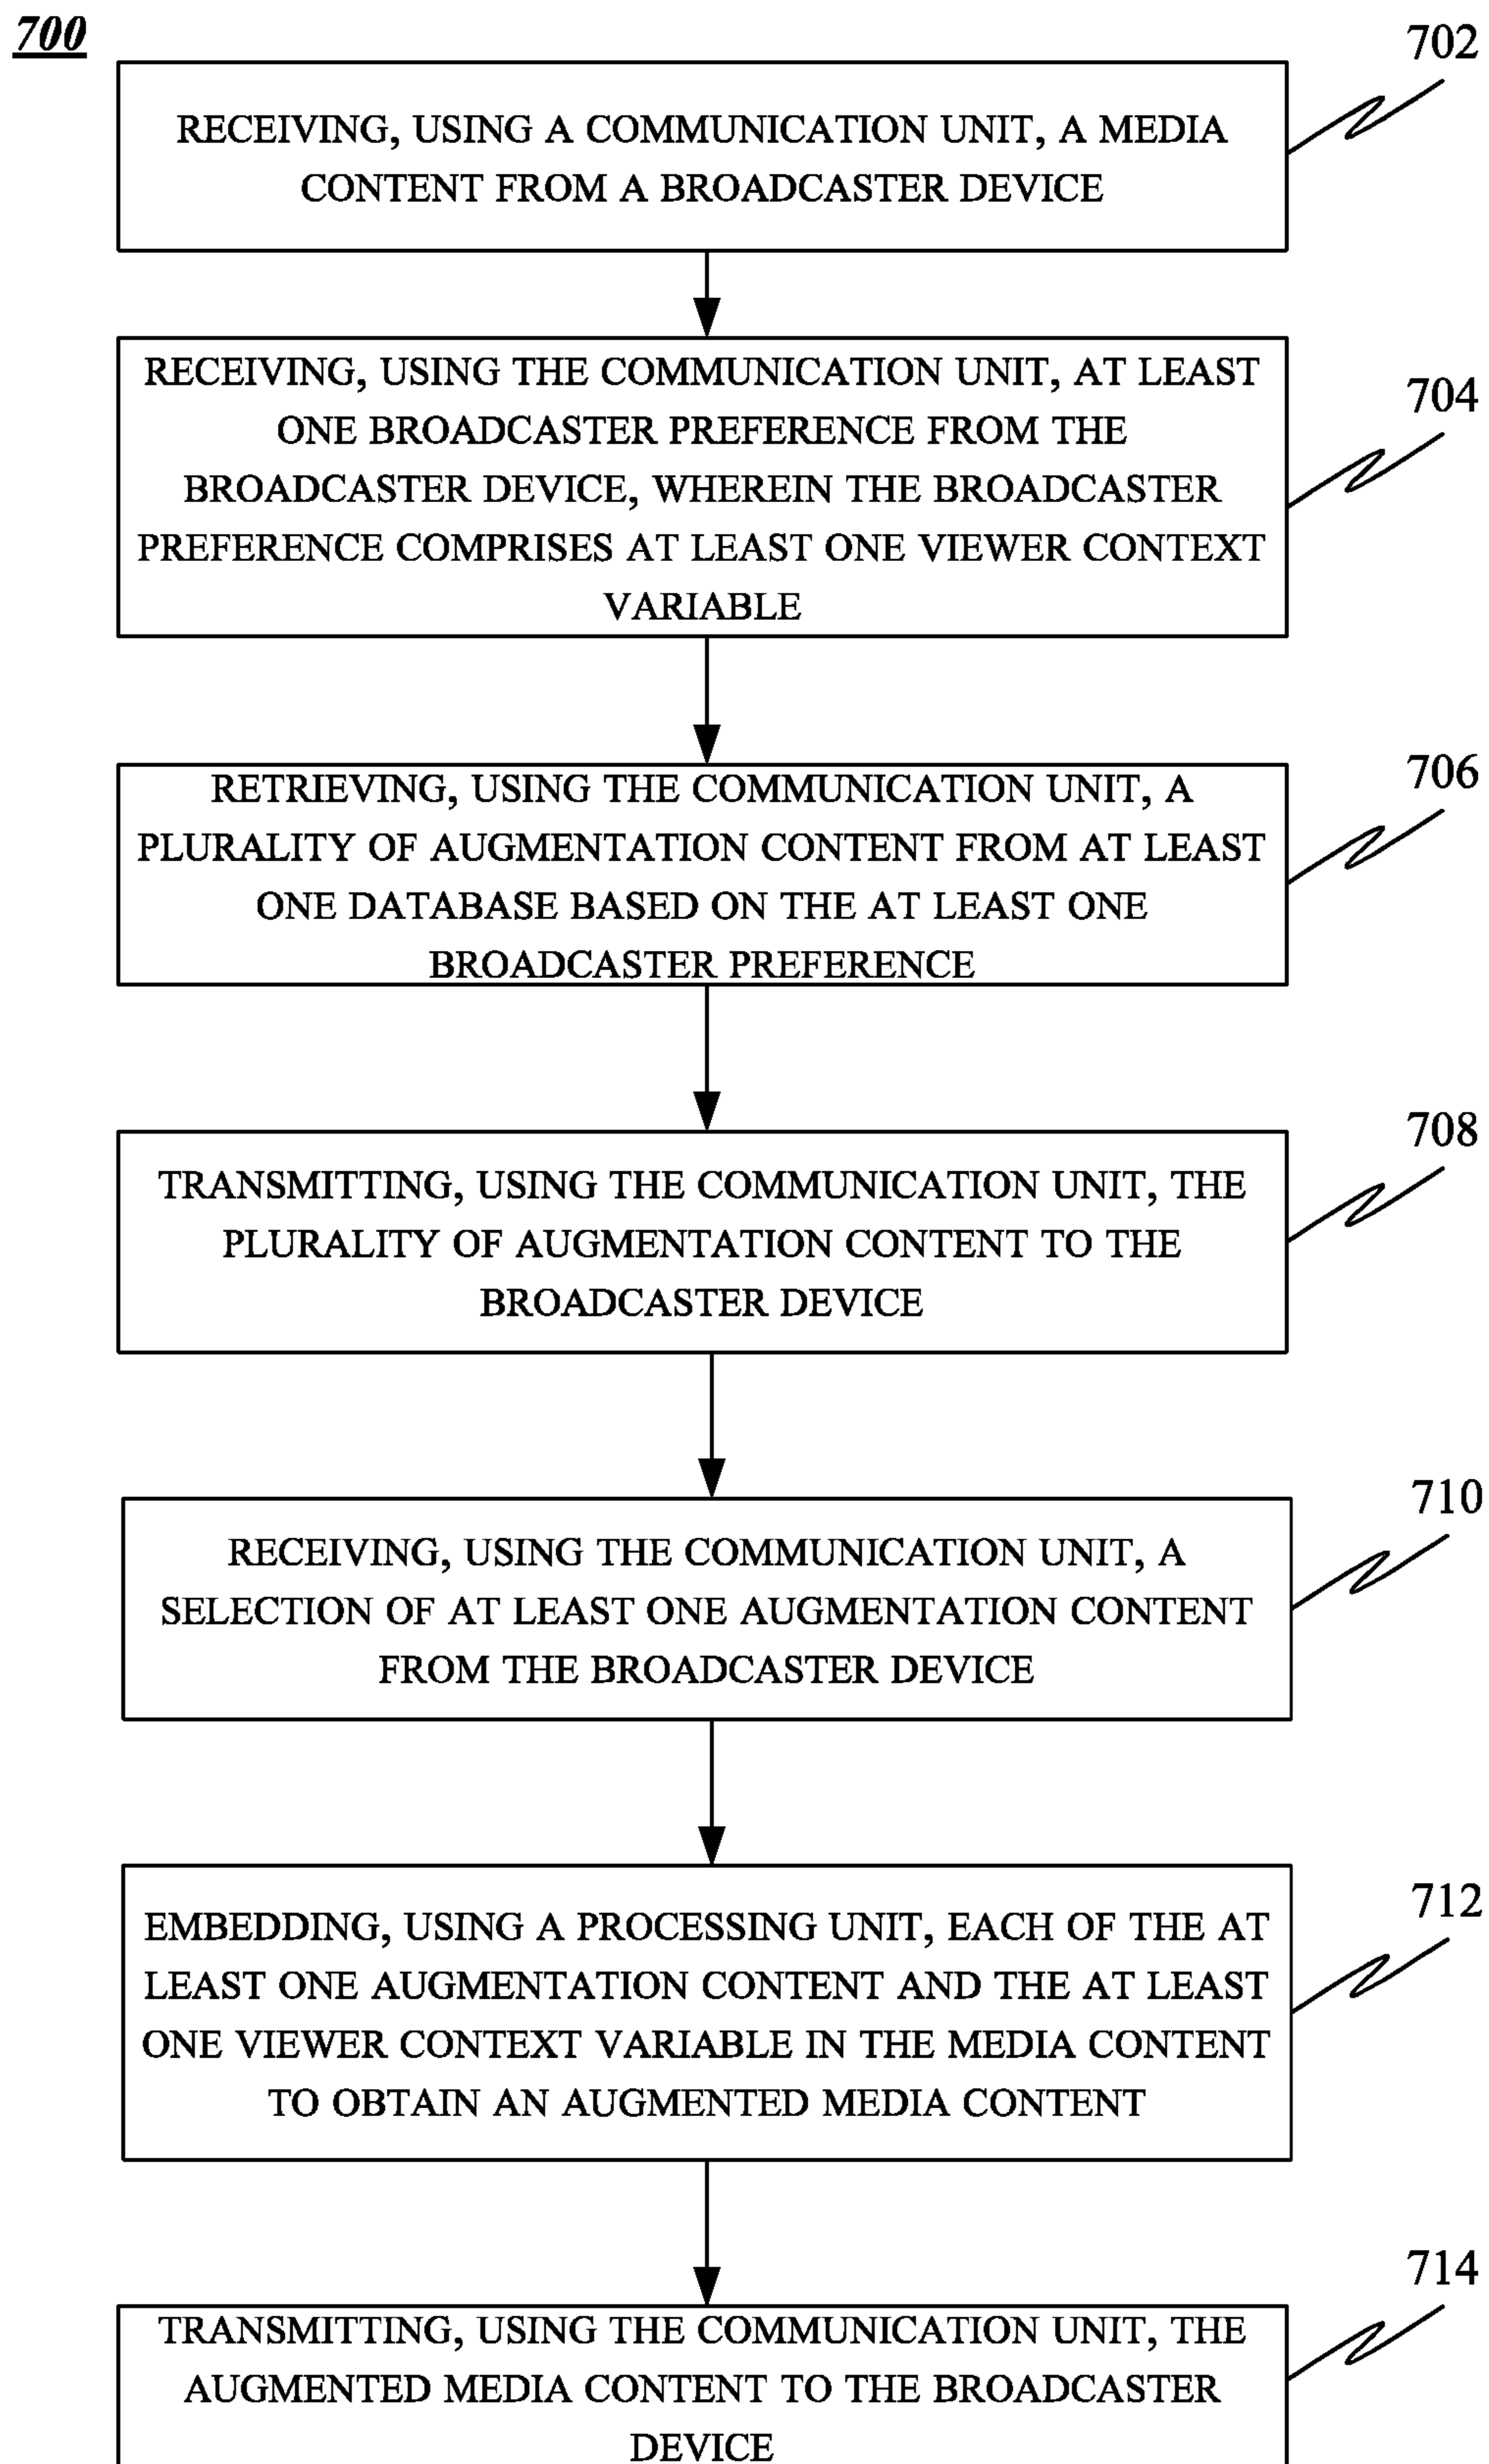 700
702
RECEIVING, USING A COMMUNICATION UNIT, A MEDIA
CONTENT FROM A BROADCASTER DEVICE
704
RECEIVING, USING THE COMMUNICATION UNIT, AT LEAST
ONE BROADCASTER PREFERENCE FROM THE
BROADCASTER DEVICE, WHEREIN THE BROADCASTER
PREFERENCE COMPRISES AT LEAST ONE VIEWER CONTEXT
VARIABLE
706
RETRIEVING, USING THE COMMUNICATION UNIT, A
PLURALITY OF AUGMENTATION CONTENT FROM AT LEAST
ONE DATABASE BASED ON THE AT LEAST ONE
BROADCASTER PREFERENCE
708
TRANSMITTING, USING THE COMMUNICATION UNIT, THE
PLURALITY OF AUGMENTATION CONTENT TO THE
BROADCASTER DEVICE
710
RECEIVING, USING THE COMMUNICATION UNIT, A
SELECTION OF AT LEAST ONE AUGMENTATION CONTENT
FROM THE BROADCASTER DEVICE
712
EMBEDDING, USING A PROCESSING UNIT, EACH OF THE AT
LEAST ONE AUGMENTATION CONTENT AND THE AT LEAST
ONE VIEWER CONTEXT VARIABLE IN THE MEDIA CONTENT
TO OBTAIN AN AUGMENTED MEDIA CONTENT
714
TRANSMITTING, USING THE COMMUNICATION UNIT, THE
AUGMENTED MEDIA CONTENT TO THE BROADCASTER
DEVICE